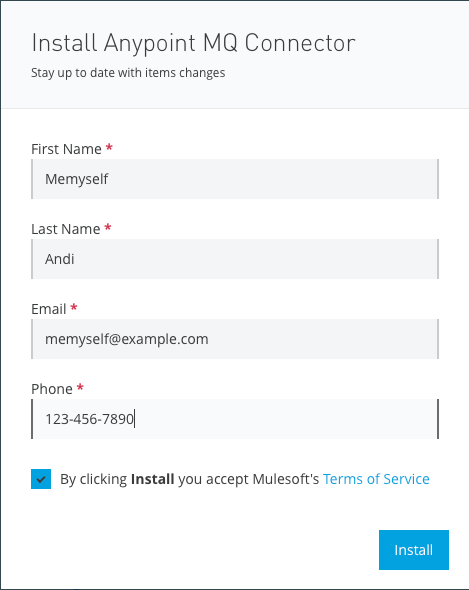 Install Anypoint MQ Connector
Stay up to date with items changes
First Name *
Memyself
Last Name *
Andi
Email *
memyself@example.com
Phone *
123-456-7890
By clicking Install you accept Mulesoft's Terms of Service
Install